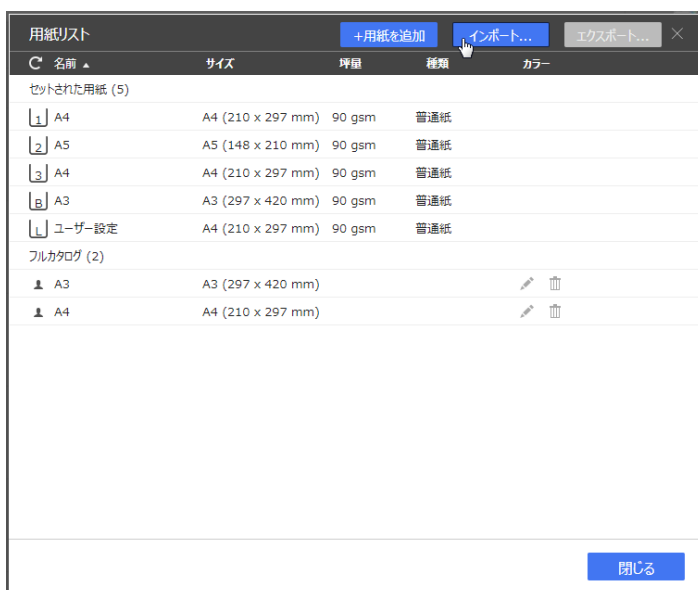 用紙リスト +用紙を追加 インポート... エクスポート...
名前 サイズ 坪量 種類 カラー
セットされた用紙 (5)
1 A4 A4 (210 x 297 mm) 90 gsm 普通紙
2 A5 A5 (148 x 210 mm) 90 gsm 普通紙
3 A4 A4 (210 x 297 mm) 90 gsm 普通紙
B A3 A3 (297 x 420 mm) 90 gsm 普通紙
L ユーザー設定 A4 (210 x 297 mm) 90 gsm 普通紙
フルカタログ (2)
A3 A3 (297 x 420 mm)
A4 A4 (210 x 297 mm)
閉じる